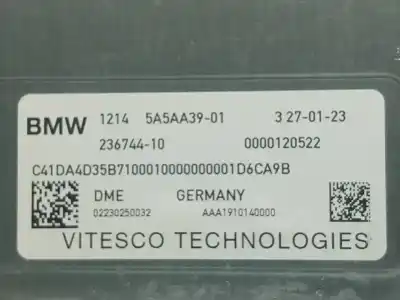 BMW 1214 5A5AA39-01 3 27-01-23
236744-10 0000120522
C41DA4D35B7100010000000001D6CA9B
DME GERMANY
02230250032 AAA1910140000
VITESCO TECHNOLOGIES